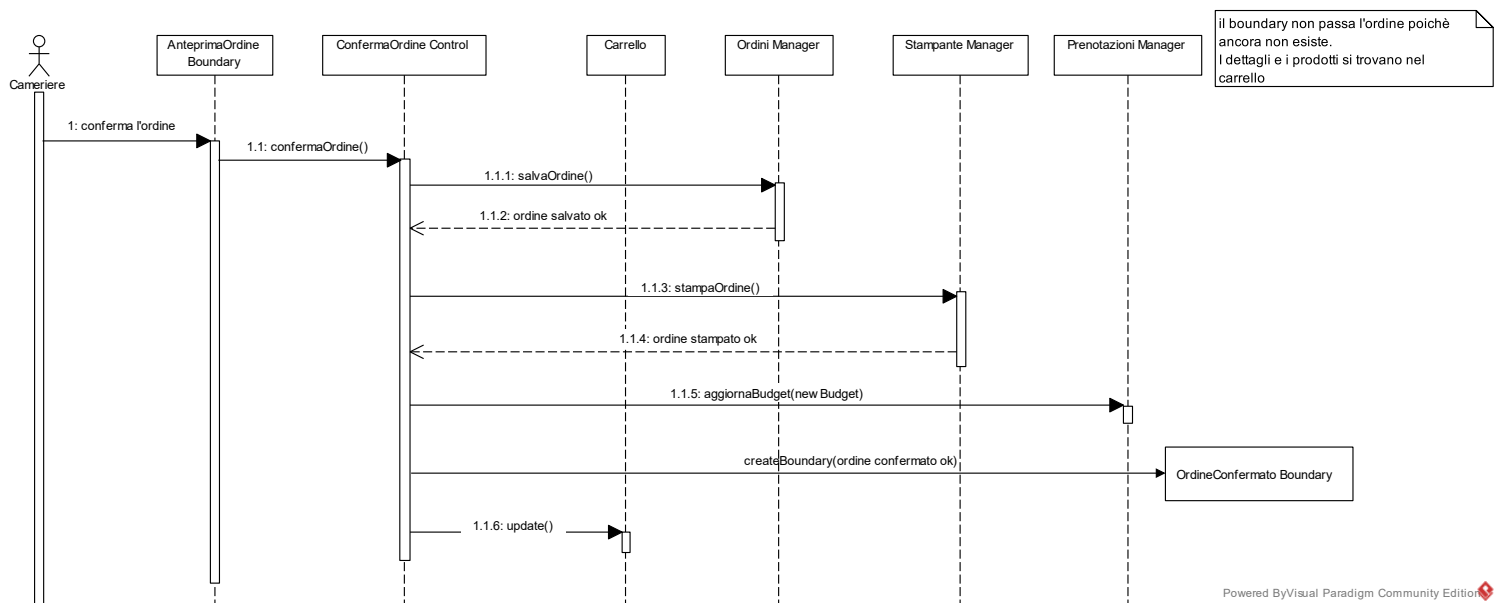 il boundary non passa l'ordine poichè
ancora non esiste.
I dettagli e i prodotti si trovano nel
carrello
AnteprimaOrdine
Boundary
ConfermaOrdine Control
Carrello
Ordini Manager
Stampante Manager
Prenotazioni Manager
Cameriere
1: conferma l'ordine
1.1: confermaOrdine()
1.1.1: salvaOrdine()
1.1.2: ordine salvato ok
1.1.3: stampaOrdine()
1.1.4: ordine stampato ok
1.1.5: aggiornaBudget(new Budget)
createBoundary(ordine confermato ok)
OrdineConfermato Boundary
1.1.6: update()
Powered ByVisual Paradigm Community Edition